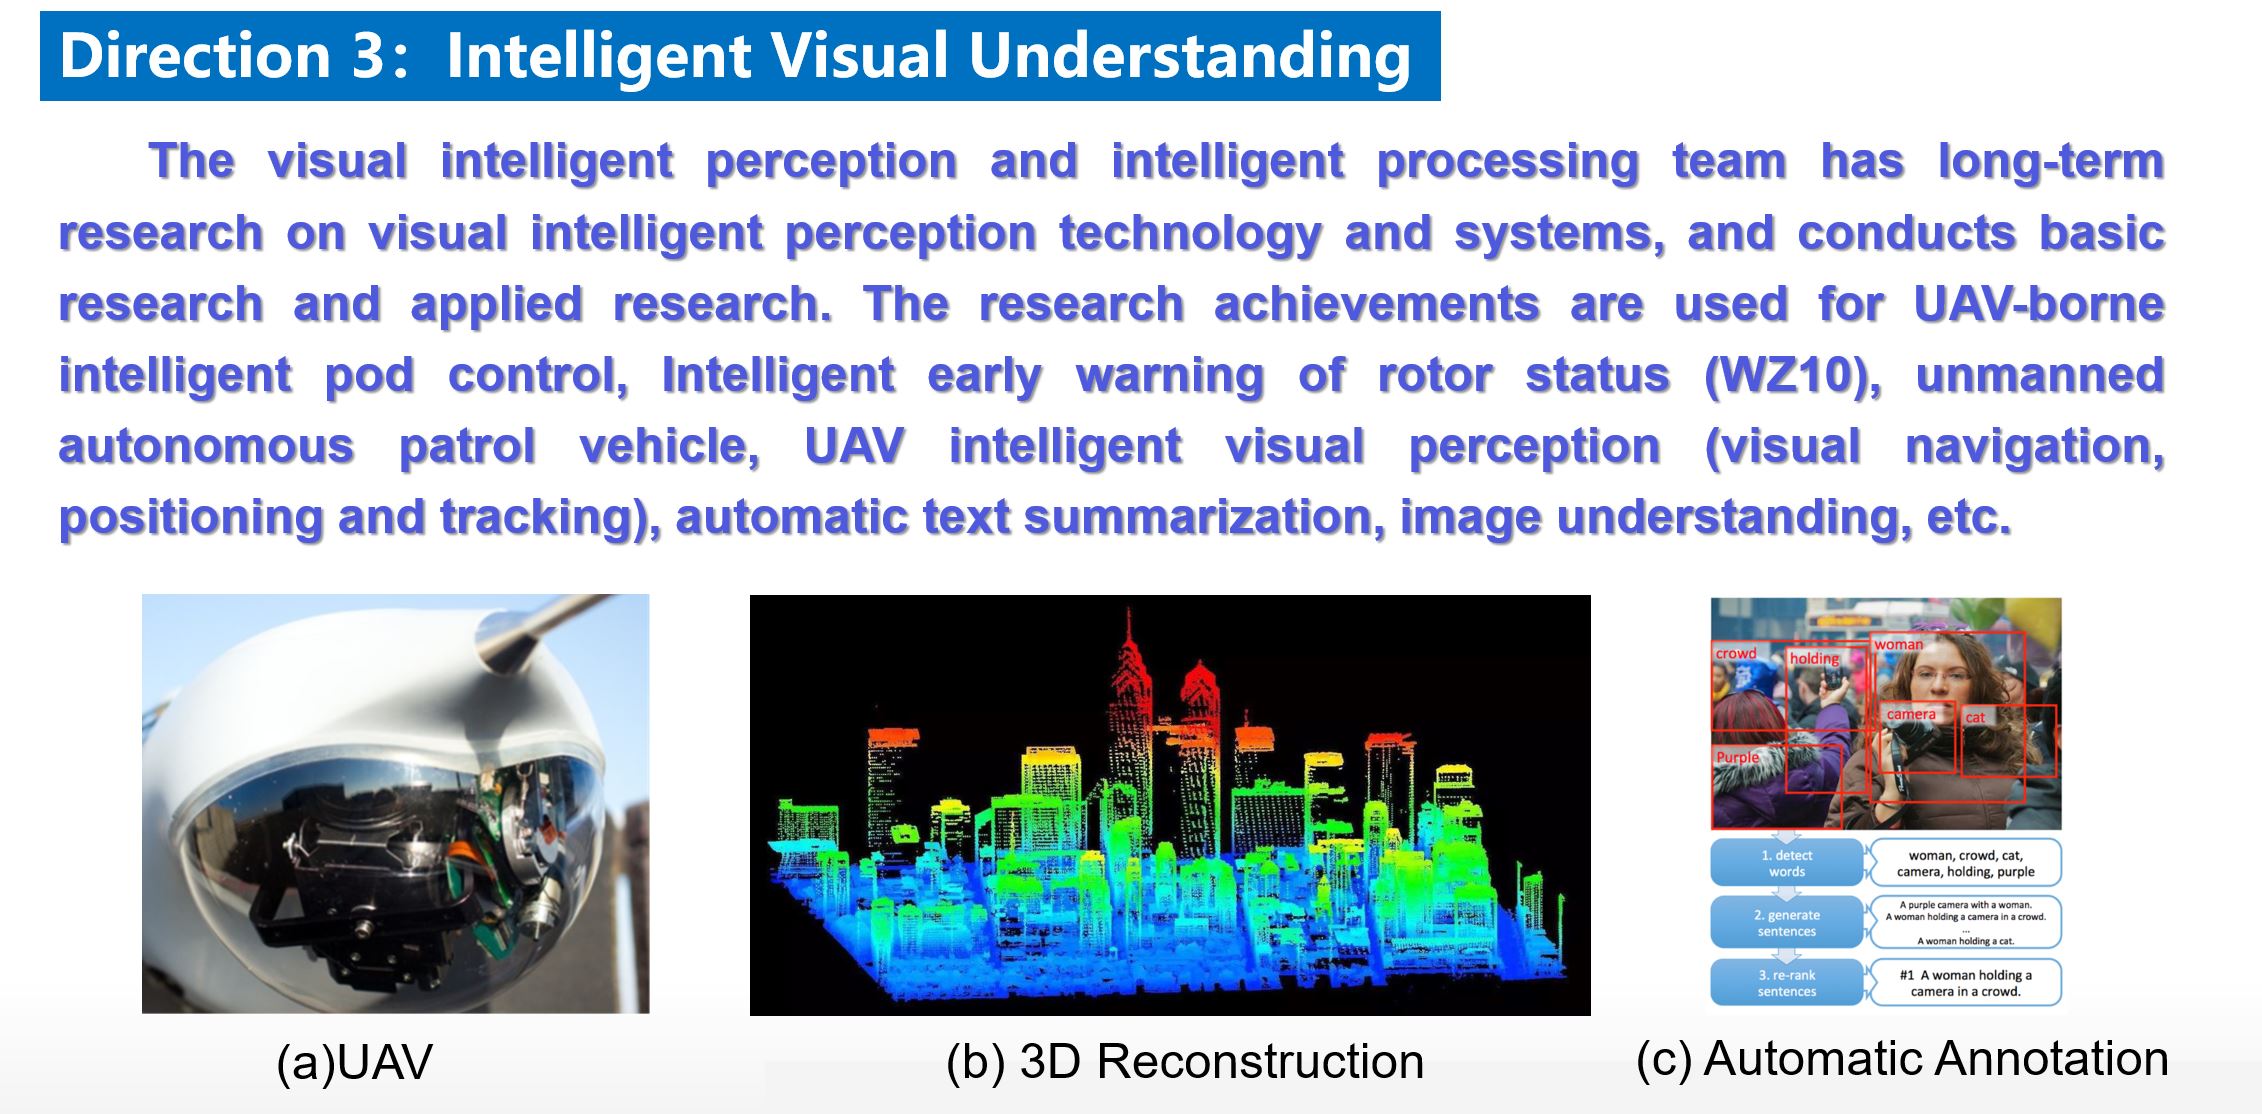 Direction 3： Intelligent Visual Understanding
The visual intelligent perception and intelligent processing team has long-term
research on visual intelligent perception technology and systems, and conducts basic
research and applied research. The research achievements are used for UAV-borne
intelligent pod control, Intelligent early warning of rotor status (WZ10), unmanned
autonomous patrol vehicle, UAV intelligent visual perception (visual navigation,
positioning and tracking), automatic text summarization, image understanding, etc.
(a)UAV
(b) 3D Reconstruction
crowd
holding
woman
camera
cat
Purple
1. detect
words
woman, crowd, cat,
camera, holding, purple
2. generate
sentences
A purple camera with a woman.
A woman holding a camera in a crowd.
...
A woman holding a cat.
3. re-rank
sentences
#1 A woman holding a
camera in a crowd.
(c) Automatic Annotation